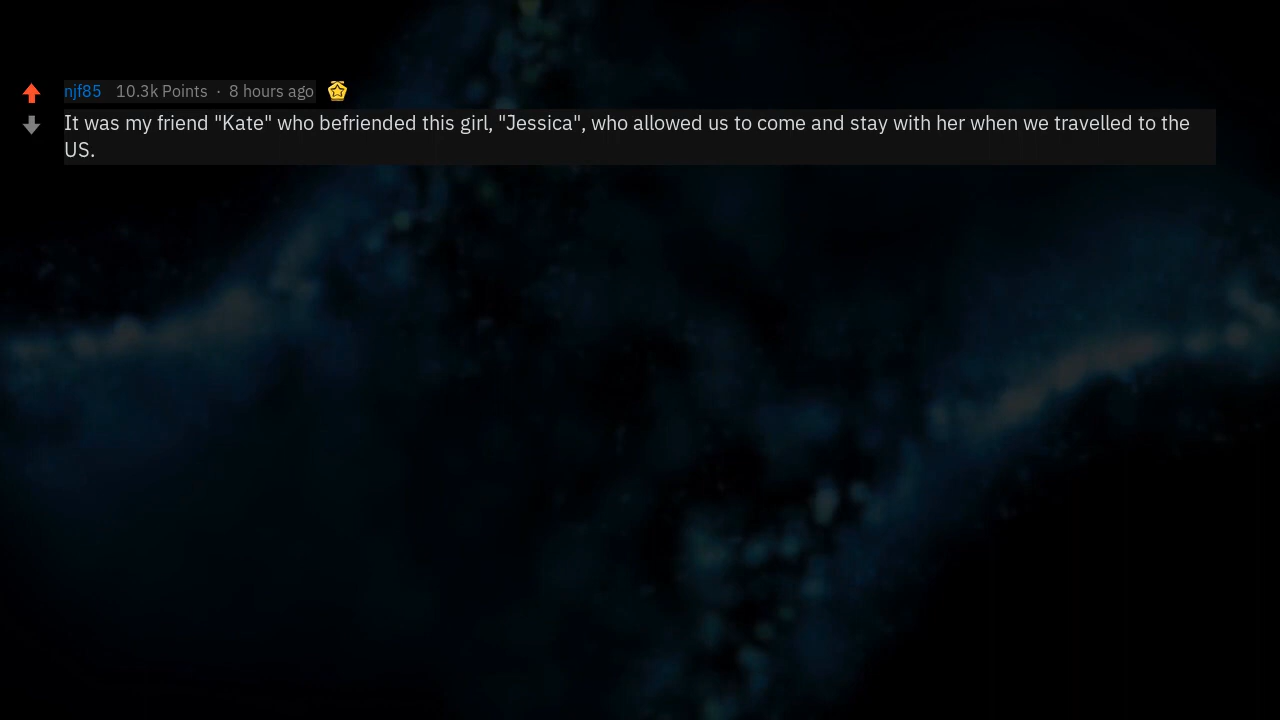 njf85 10.3k Points · 8 hours ago
It was my friend "Kate" who befriended this girl, "Jessica", who allowed us to come and stay with her when we travelled to the
US.